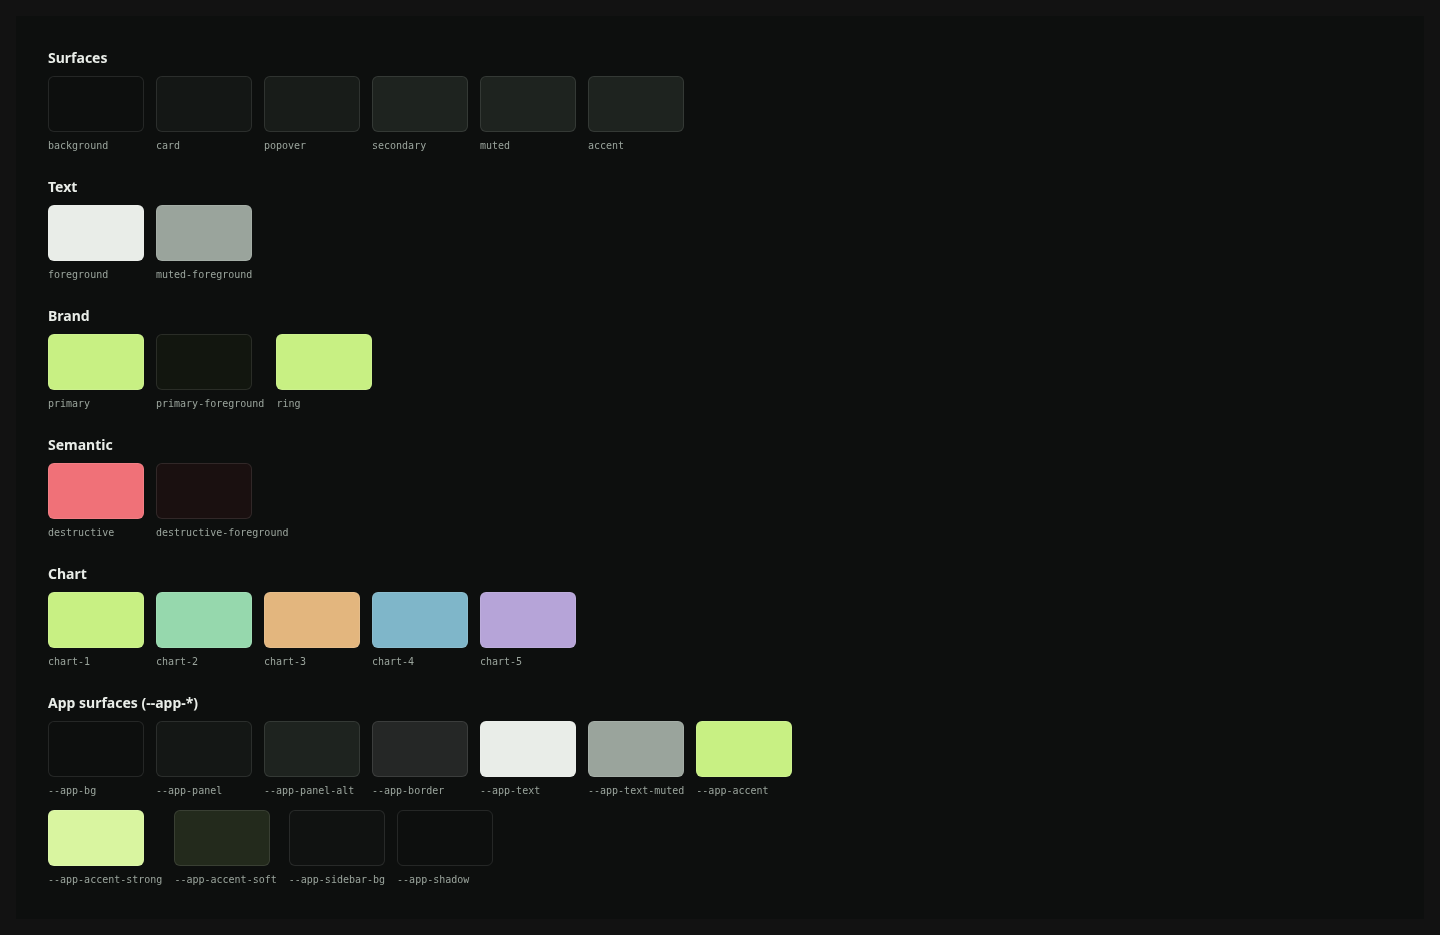 Surfaces
background card popover secondary muted accent
Text
foreground muted-foreground
Brand
primary primary-foreground ring
Semantic
destructive destructive-foreground
Chart
chart-1 chart-2 chart-3 chart-4 chart-5
App surfaces (--app-*)
--app-bg --app-panel --app-panel-alt --app-border --app-text --app-text-muted --app-accent
--app-accent-strong --app-accent-soft --app-sidebar-bg --app-shadow